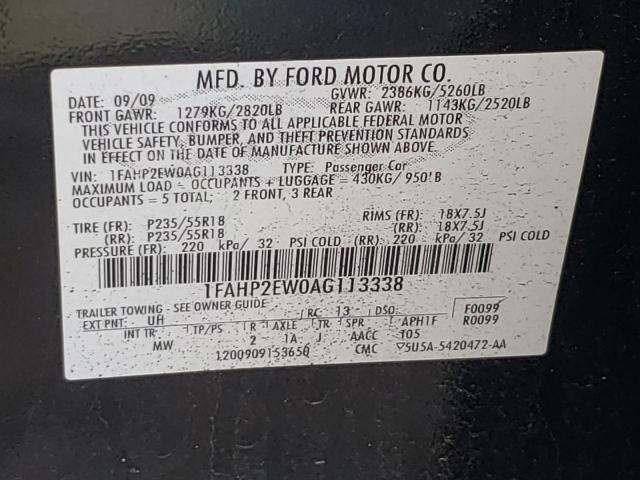 MFD. BY FORD MOTOR CO.
DATE: 09/09 GVWR: 2386KG/5260LB
FRONT GAWR: 1279KG/2820LB REAR GAWR: 1143KG/2520LB
THIS VEHICLE CONFORMS TO ALL APPLICABLE FEDERAL MOTOR
VEHICLE SAFETY, BUMPER, AND THEFT PREVENTION STANDARDS
IN EFFECT ON THE DATE OF MANUFACTURE SHOWN ABOVE.
VIN: 1FAHP2EW0AG113338 TYPE: Passenger Car
MAXIMUM LOAD = OCCUPANTS + LUGGAGE = 430KG/ 950LB
OCCUPANTS = 5 TOTAL: 2 FRONT, 3 REAR
TIRE (FR): P235/55R18 RIMS (FR): 18X7.5J
(RR): P235/55R18 (RR): 18X7.5J
PRESSURE (FR): 220 kPa/ 32 PSI COLD (RR): 220 kPa/ 32 PSI COLD
1FAHP2EW0AG113338
TRAILER TOWING - SEE OWNER GUIDE RC: 13 DSO: F0099
EXT PNT: UH R0099
INT TR TP/PS R AXLE TR SPR APH1F
MW 2 1A J AACC 105
1200909153650 CMC 5U5A-5420472-AA